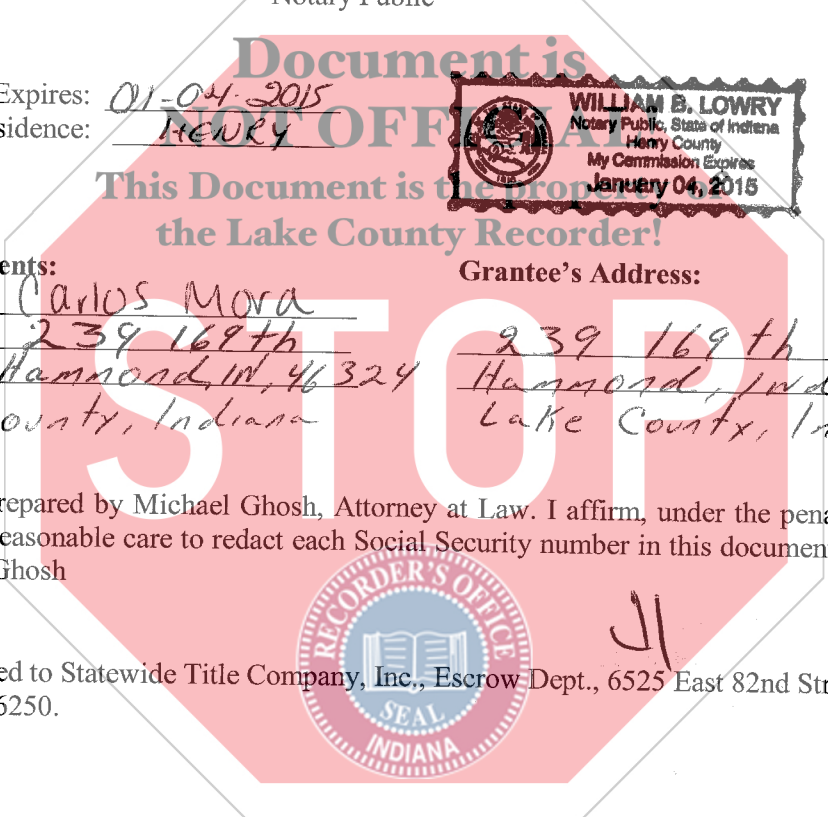 Notary Public
Document is
Expires: 01-04-2015
NOT OFFICIAL
sidence: HENRY
WILLIAM B. LOWRY
Notary Public, State of Indiana
Henry County
My Commission Expires
January 04, 2015
This Document is the property of
the Lake County Recorder!
ents:
Grantee's Address:
Carlos Mora
239 169th
239 169th
Hammond, IN, 46324
Hammond, Ind
ounty, Indiana
Lake County, In
STOP
repared by Michael Ghosh, Attorney at Law. I affirm, under the pena
easonable care to redact each Social Security number in this document
Ghosh
RECORDER'S OFFICE
SEAL
INDIANA
ed to Statewide Title Company, Inc., Escrow Dept., 6525 East 82nd Str
6250.